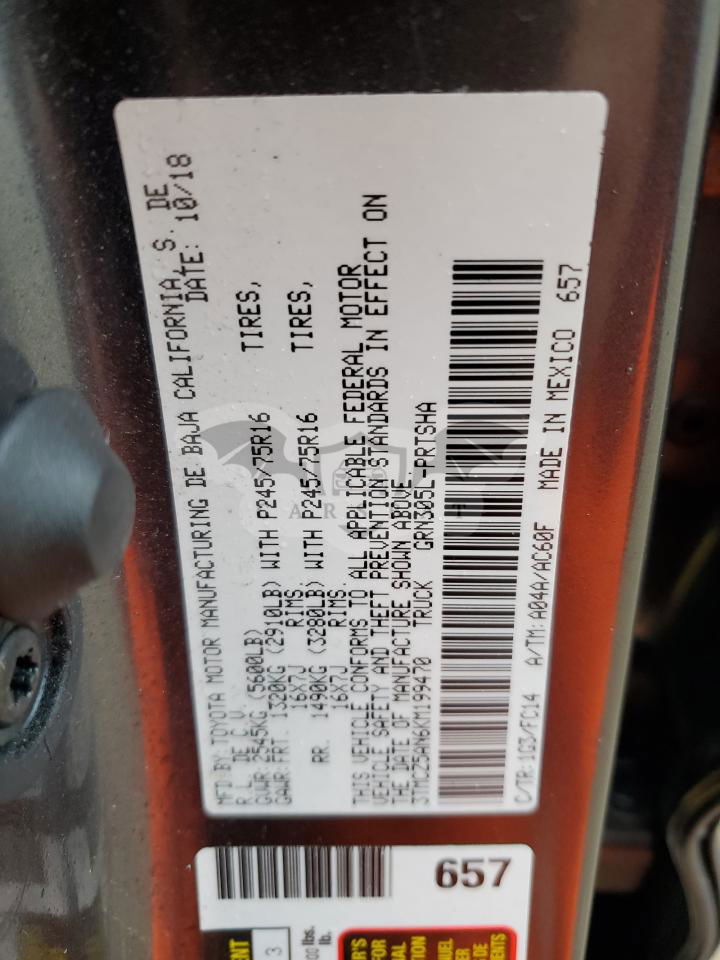 MFD BY:TOYOTA MOTOR MANUFACTURING DE BAJA CALIFORNIA, S. DE
R. L. DE C.V. DATE: 10/18
GVWR: 2545KG (5600LB)
GAWR:FRT. 1320KG (2910LB) WITH P245/75R16 TIRES,
16X7J RIMS.
RR. 1490KG (3280LB) WITH P245/75R16 TIRES,
16X7J RIMS.
THIS VEHICLE CONFORMS TO ALL APPLICABLE FEDERAL MOTOR
VEHICLE SAFETY AND THEFT PREVENTION STANDARDS IN EFFECT ON
THE DATE OF MANUFACTURE SHOWN ABOVE.
3TMCZ5AN6KM199470 TRUCK GRN305L-PRTSHA
C/TR:1G3/FC14 A/TM:A04A/AC60F MADE IN MEXICO 657
657